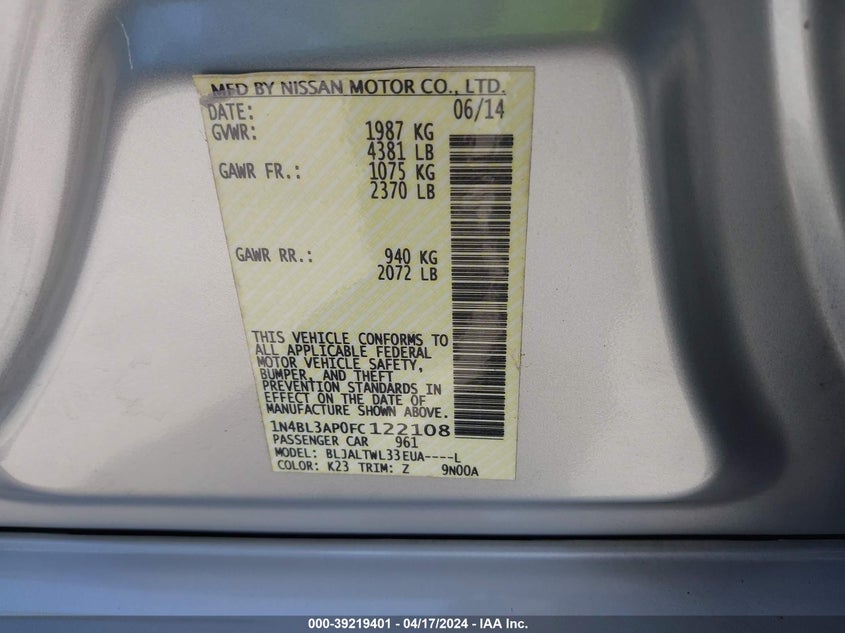 MFD BY NISSAN MOTOR CO., LTD.
DATE: 06/14
GVWR: 1987 KG
4381 LB
GAWR FR.: 1075 KG
2370 LB
GAWR RR.: 940 KG
2072 LB
THIS VEHICLE CONFORMS TO
ALL APPLICABLE FEDERAL
MOTOR VEHICLE SAFETY,
BUMPER, AND THEFT
PREVENTION STANDARDS IN
EFFECT ON THE DATE OF
MANUFACTURE SHOWN ABOVE.
1N4BL3AP0FC122108
PASSENGER CAR 961
MODEL: BLJALTWL33EUA----L
COLOR: K23 TRIM: Z 9N00A
000-39219401 - 04/17/2024 - IAA Inc.